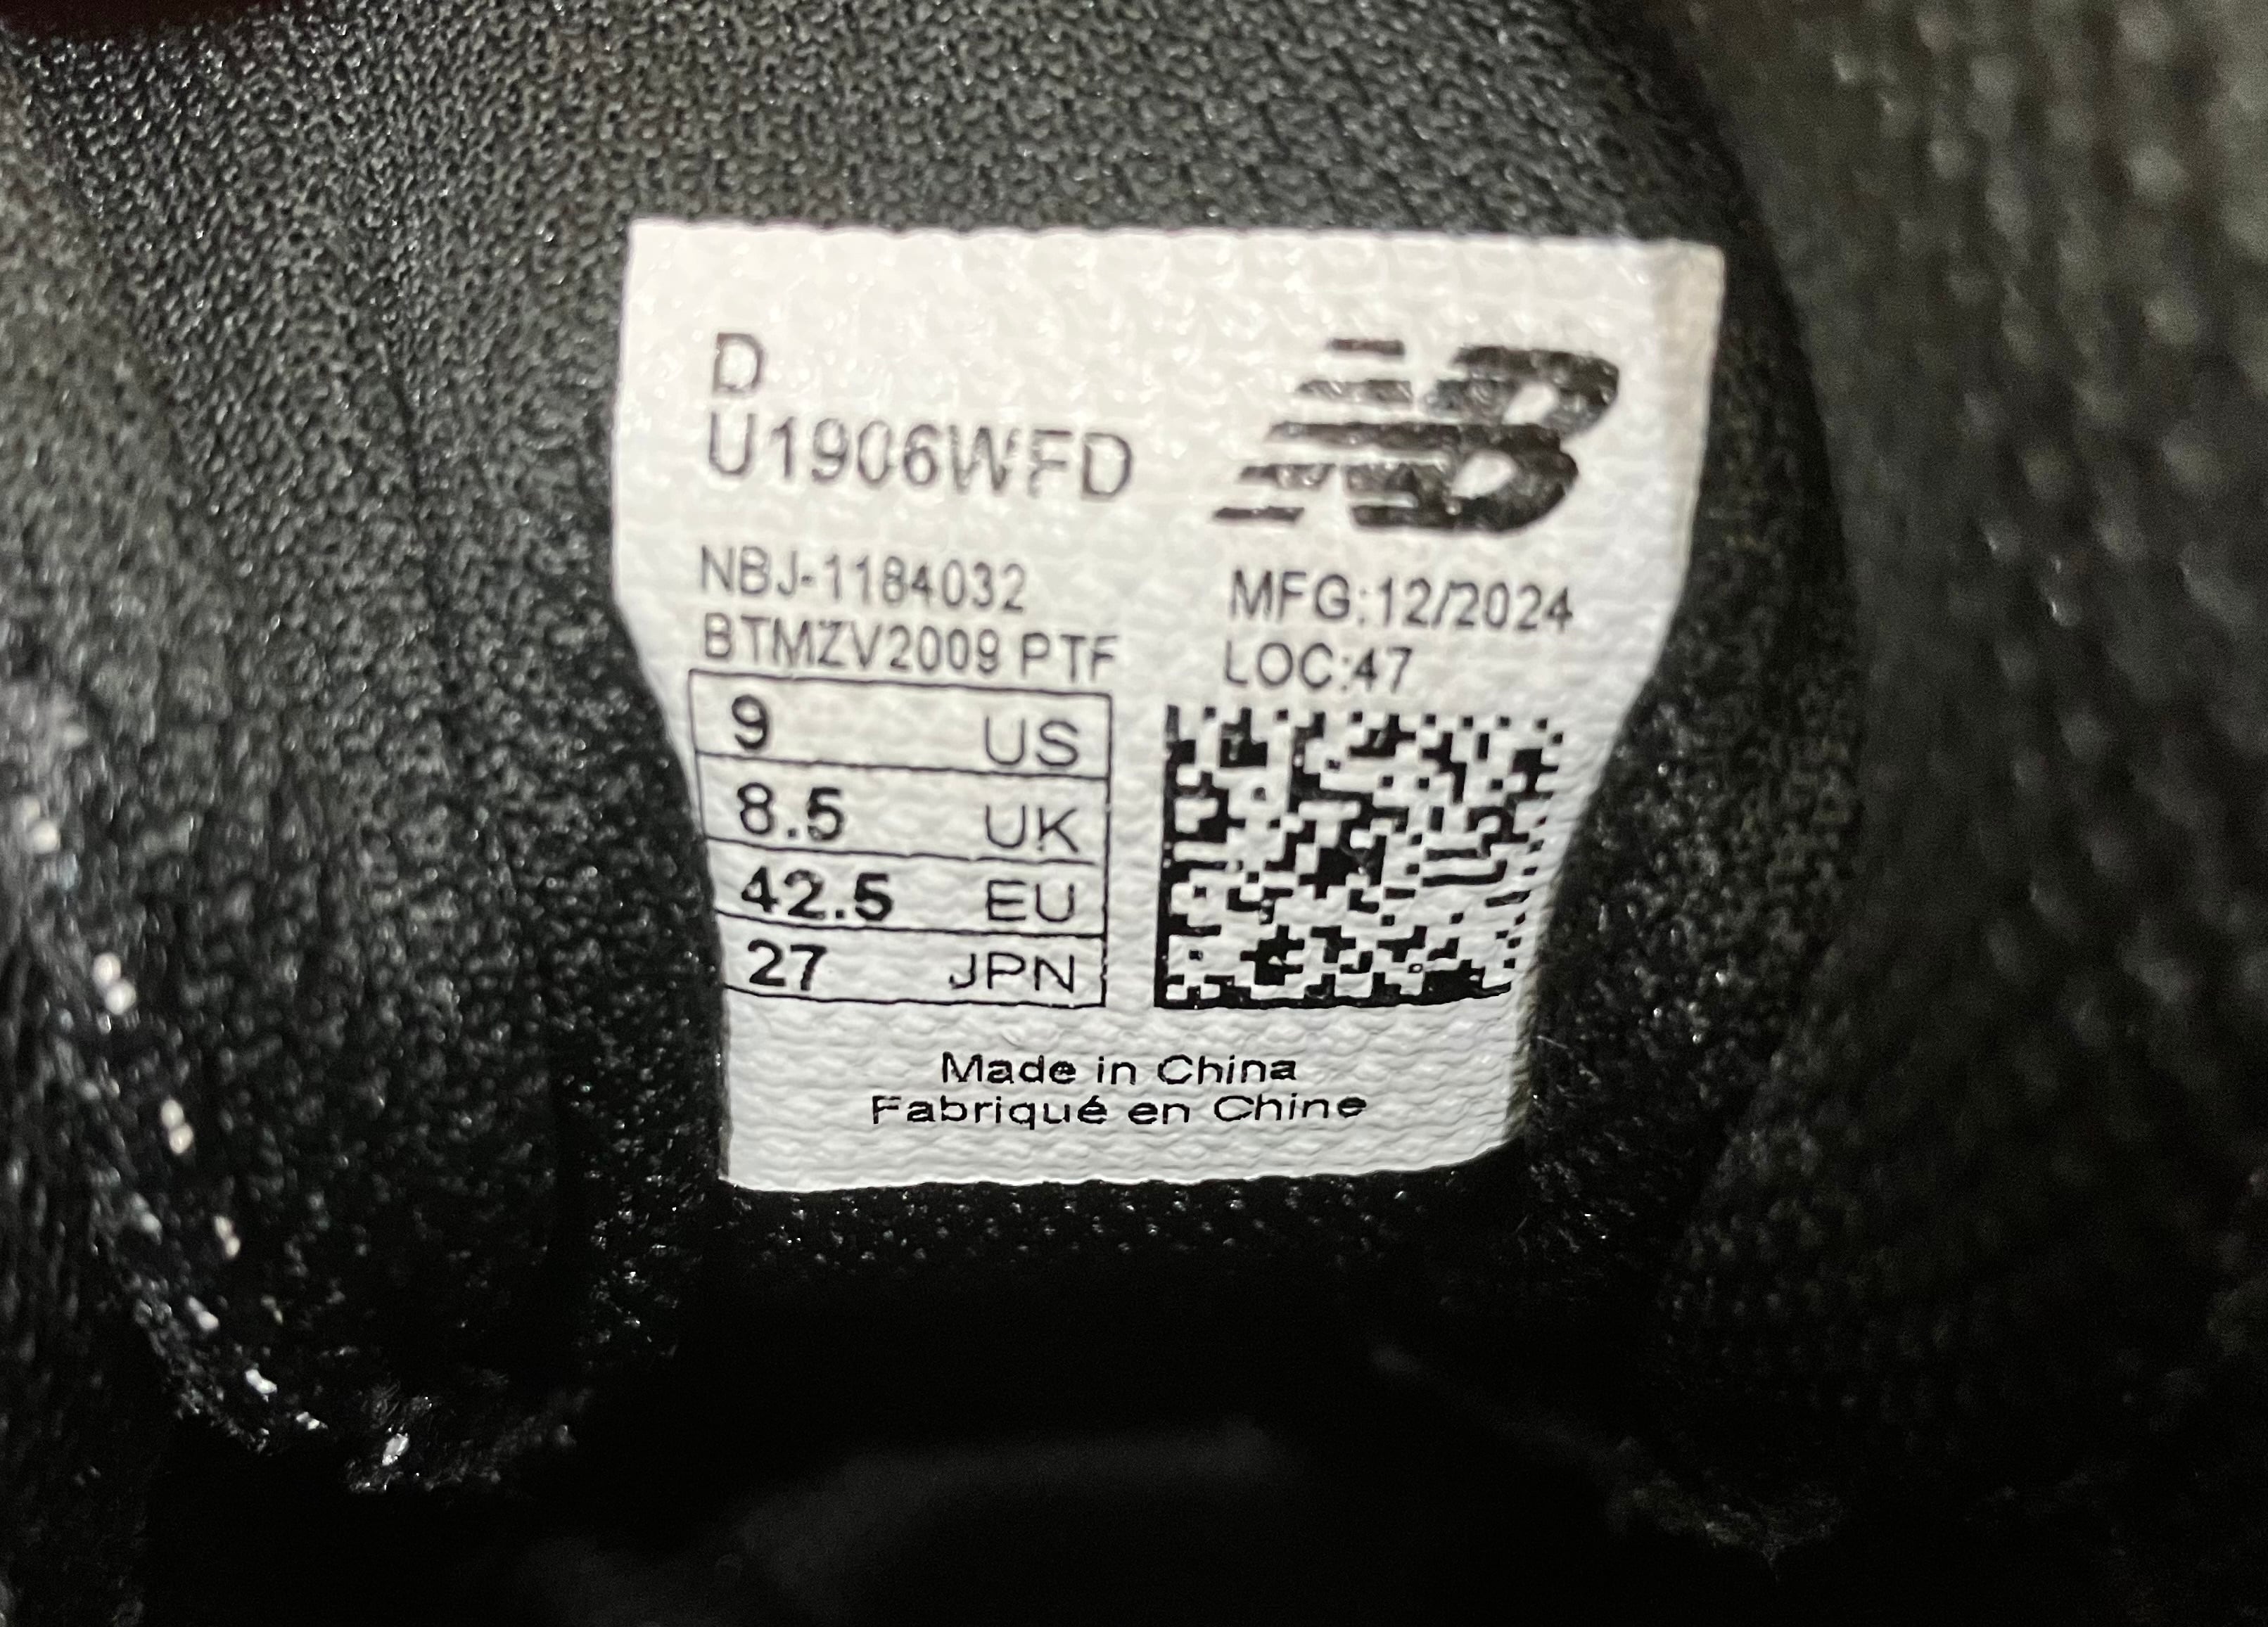 D
U1906WFD
NB
NBJ-1184032
BTMZV2009 PTF
MFG:12/2024
LOC:47
9 US
8.5 UK
42.5 EU
27 JPN
Made in China
Fabriqué en Chine